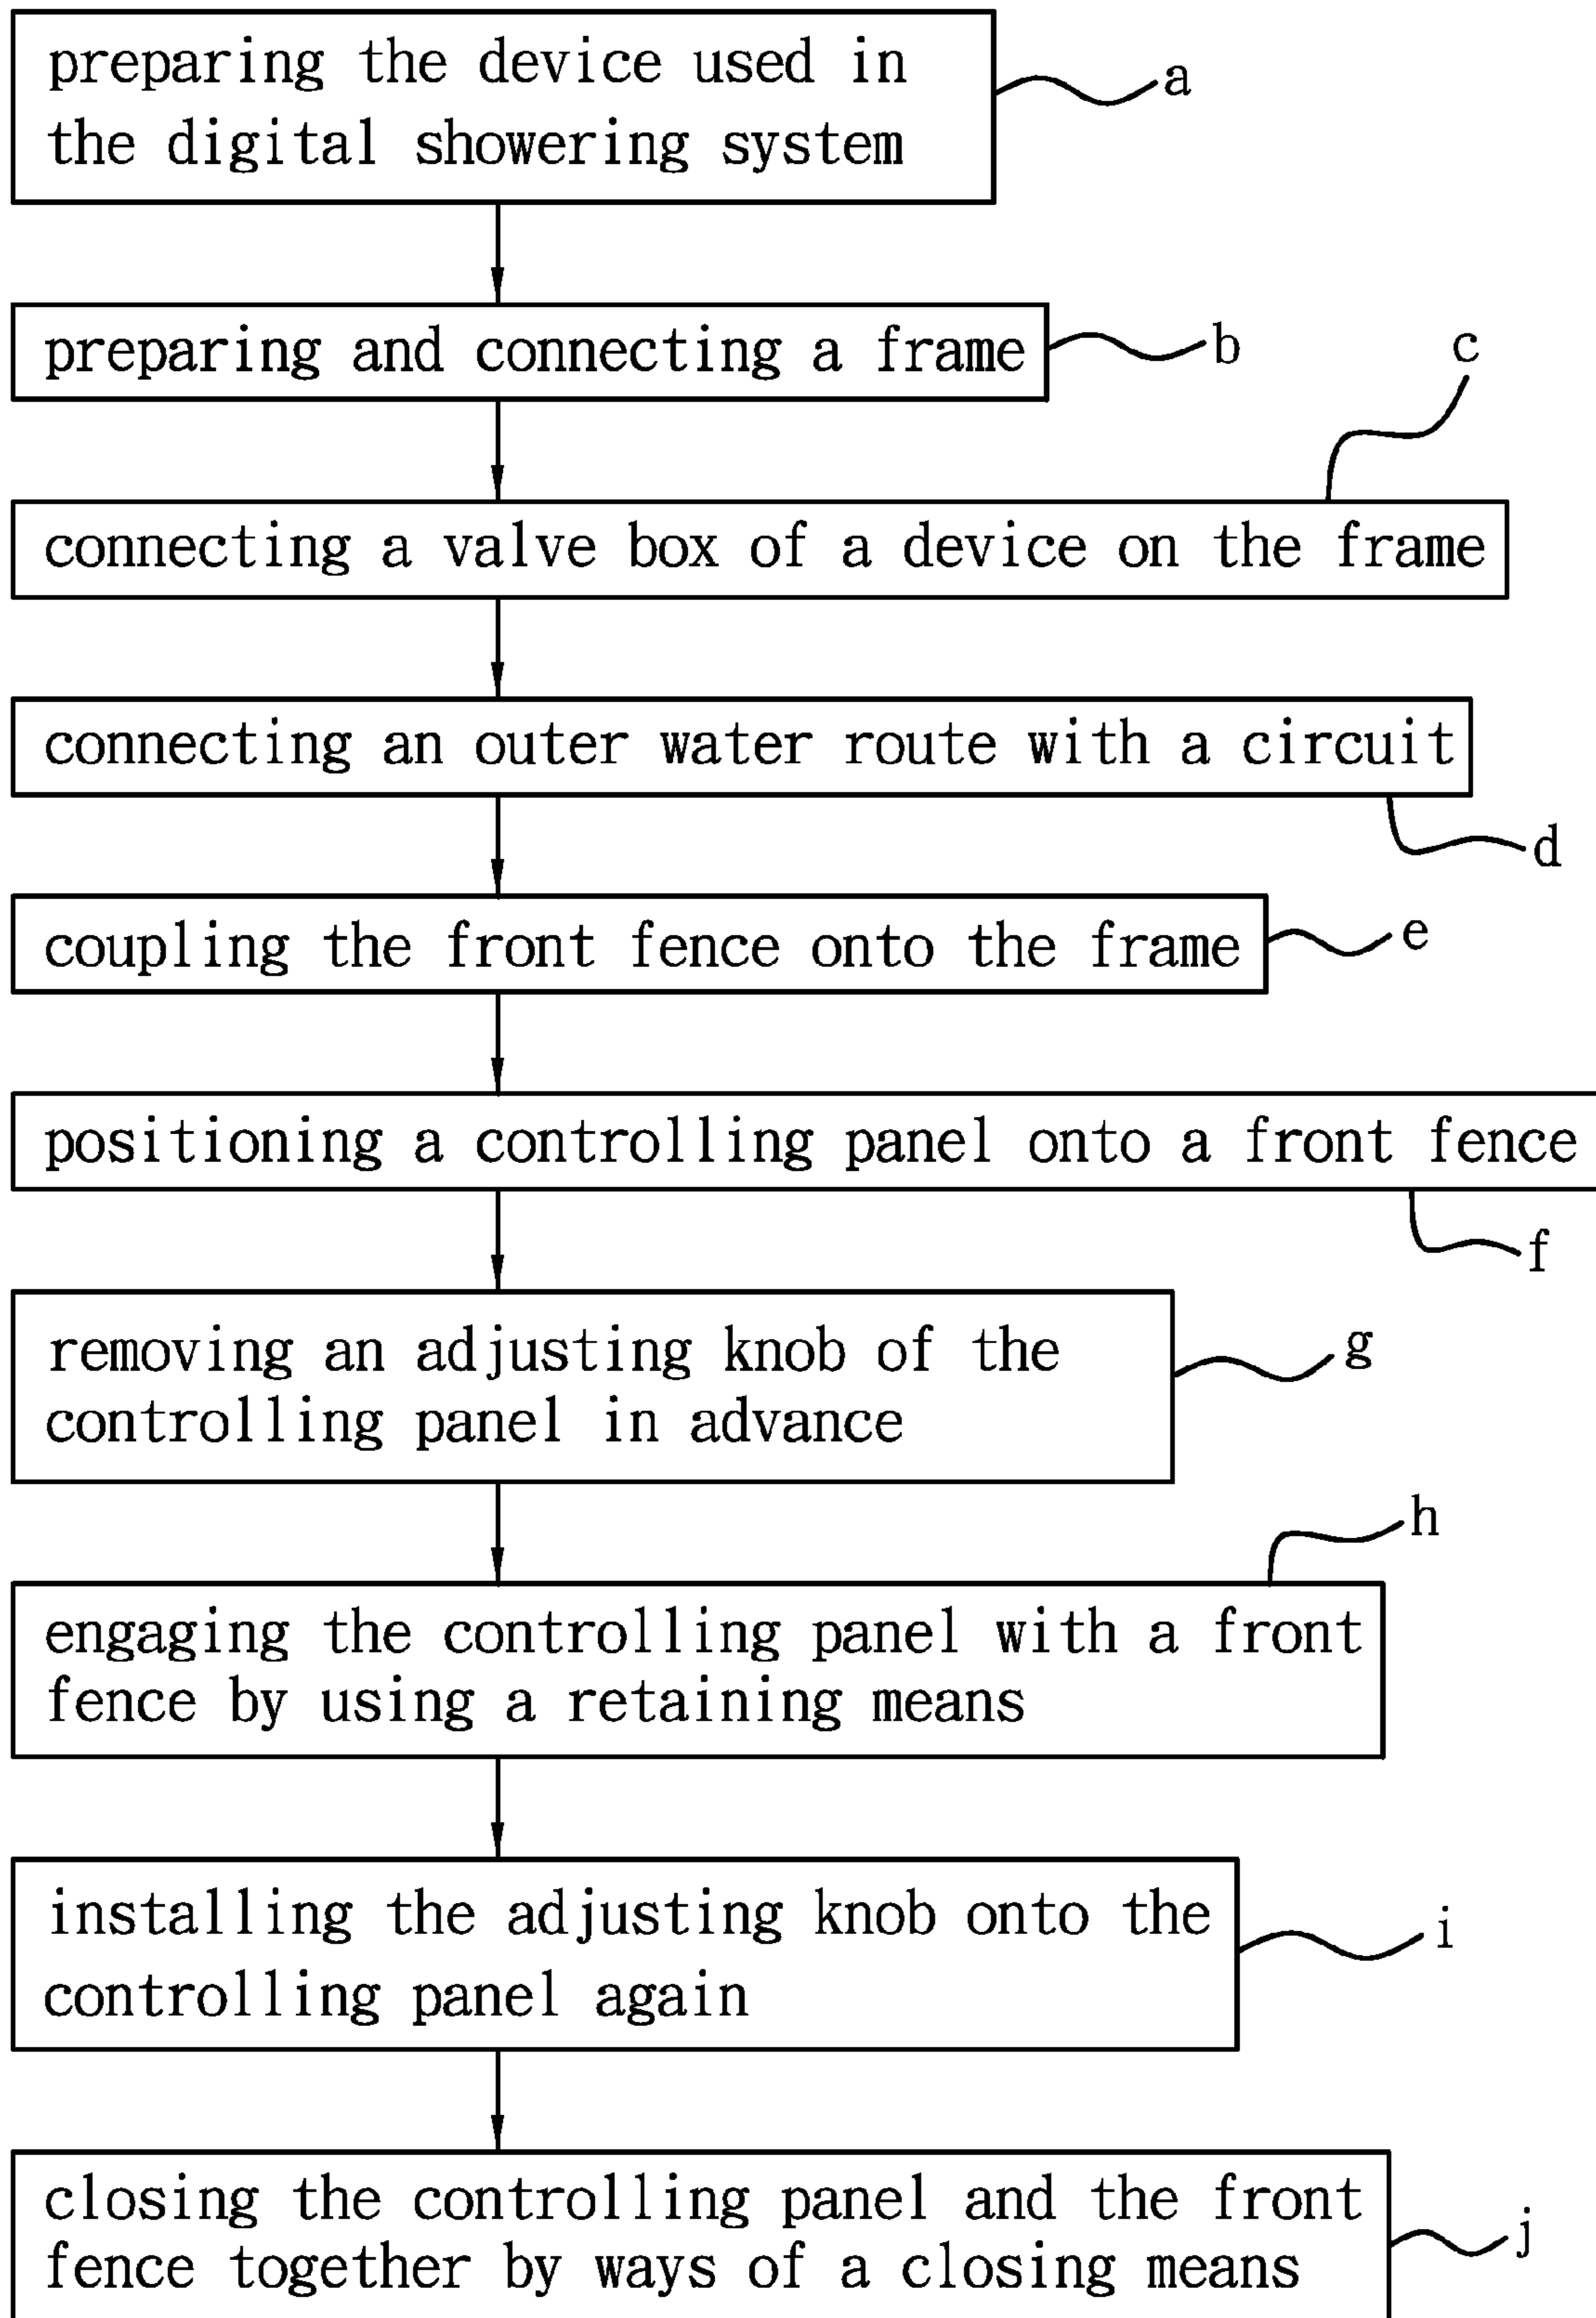 preparing the device used in
the digital showering system
a
preparing and connecting a frame
b
c
connecting a valve box of a device on the frame
connecting an outer water route with a circuit
d
coupling the front fence onto the frame
e
positioning a controlling panel onto a front fence
f
removing an adjusting knob of the
controlling panel in advance
g
h
engaging the controlling panel with a front
fence by using a retaining means
installing the adjusting knob onto the
controlling panel again
i
closing the controlling panel and the front
fence together by ways of a closing means
j